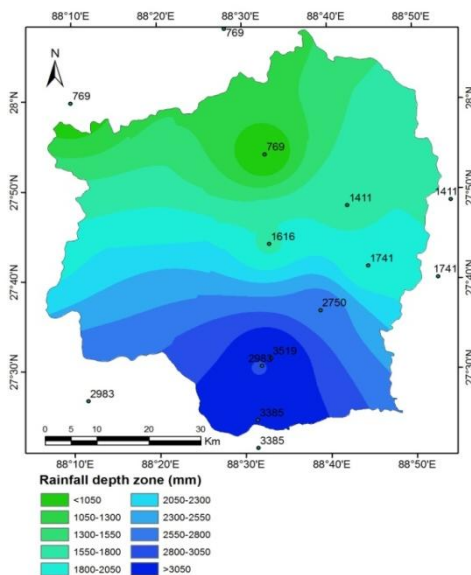 88°10'E 88°20'E 88°30'E 88°40'E 88°50'E
769
N
28°N 28°N
769
769
27°50'N 27°50'N
1411
1411
1616
1741
1741
27°40'N 27°40'N
2750
3519
2983
27°30'N 27°30'N
2983
3385
0 5 10 20 30
Km
3385
88°10'E 88°20'E 88°30'E 88°40'E 88°50'E
Rainfall depth zone (mm)
<1050 2050-2300
1050-1300 2300-2550
1300-1550 2550-2800
1550-1800 2800-3050
1800-2050 >3050